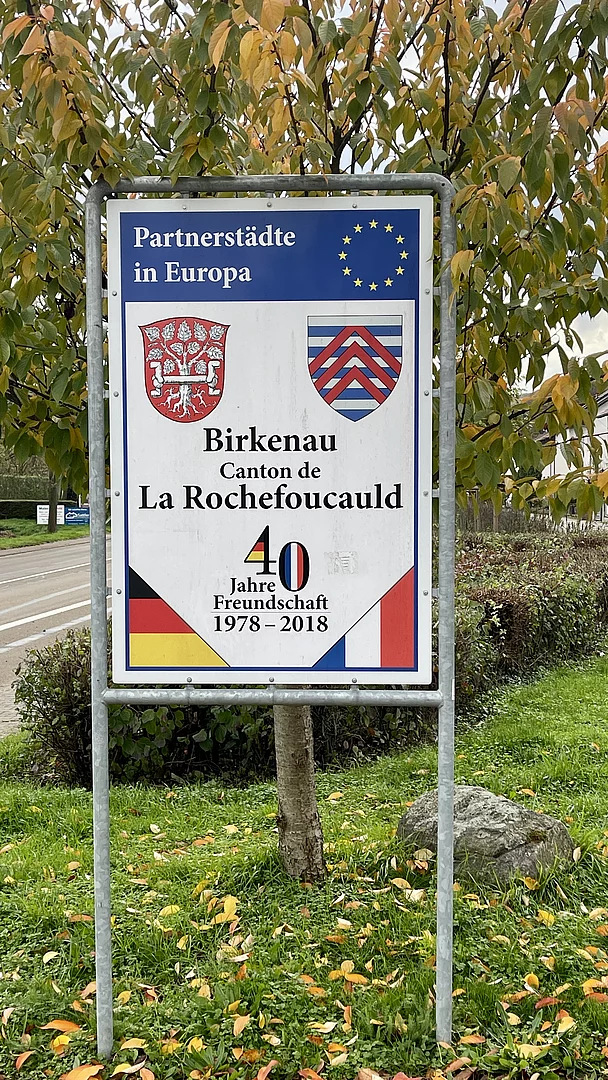 Partnerstädte
in Europa
Birkenau
Canton de
La Rochefoucauld
40
Jahre
Freundschaft
1978 – 2018